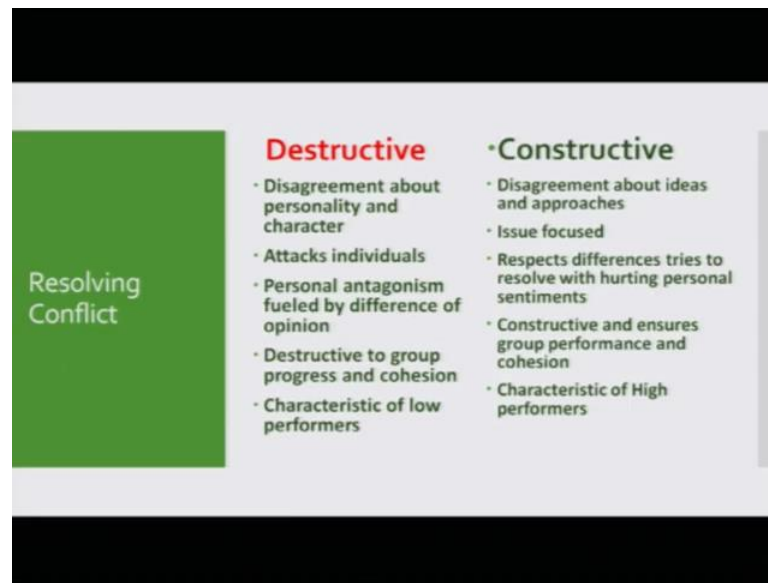 Resolving
Conflict
Destructive
· Disagreement about
personality and
character
· Attacks individuals
· Personal antagonism
fueled by difference of
opinion
· Destructive to group
progress and cohesion
· Characteristic of low
performers
·Constructive
· Disagreement about ideas
and approaches
· Issue focused
· Respects differences tries to
resolve with hurting personal
sentiments
· Constructive and ensures
group performance and
cohesion
· Characteristic of High
performers